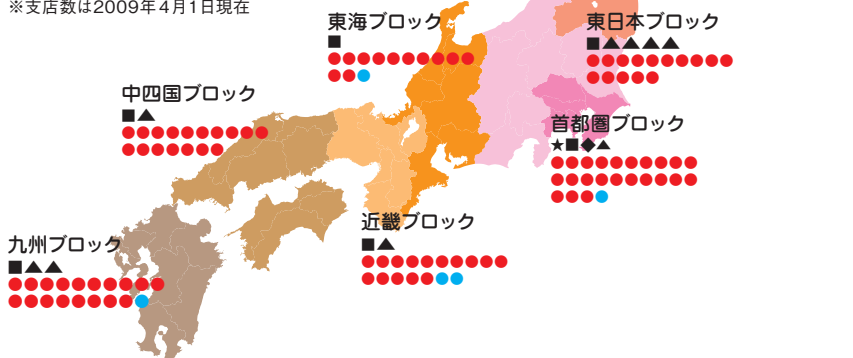 ※支店数は2009年4月1日現在
東海ブロック
東日本ブロック
中四国ブロック
首都圏ブロック
近畿ブロック
九州ブロック